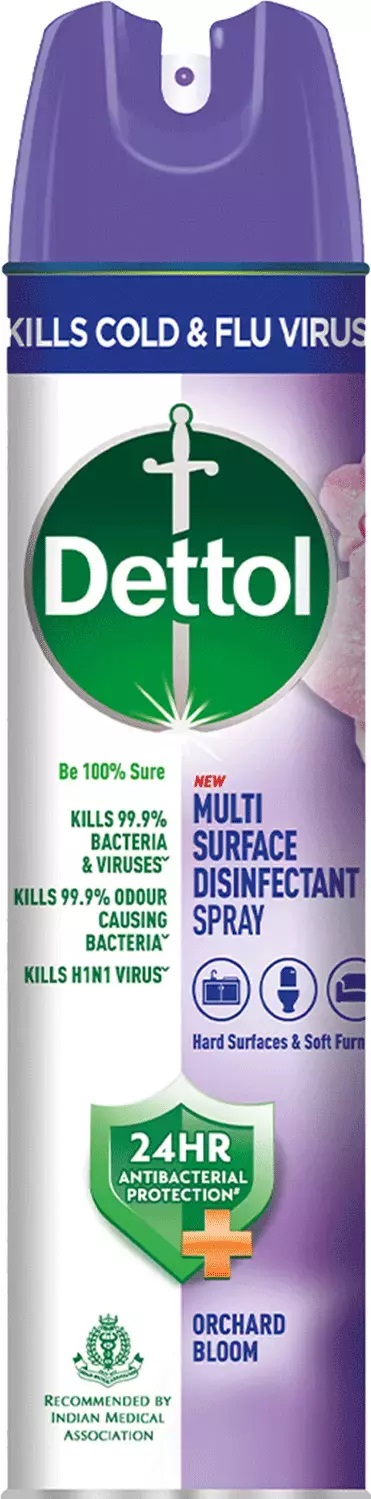 KILLS COLD & FLU VIRUS
Dettol
Be 100% Sure
KILLS 99.9%
BACTERIA
& VIRUSES˅
KILLS 99.9% ODOUR
CAUSING
BACTERIA˅
KILLS H1N1 VIRUS˅
NEW
MULTI
SURFACE
DISINFECTANT
SPRAY
Hard Surfaces & Soft Furn
24HR
ANTIBACTERIAL
PROTECTION#
ORCHARD
BLOOM
RECOMMENDED BY
INDIAN MEDICAL
ASSOCIATION